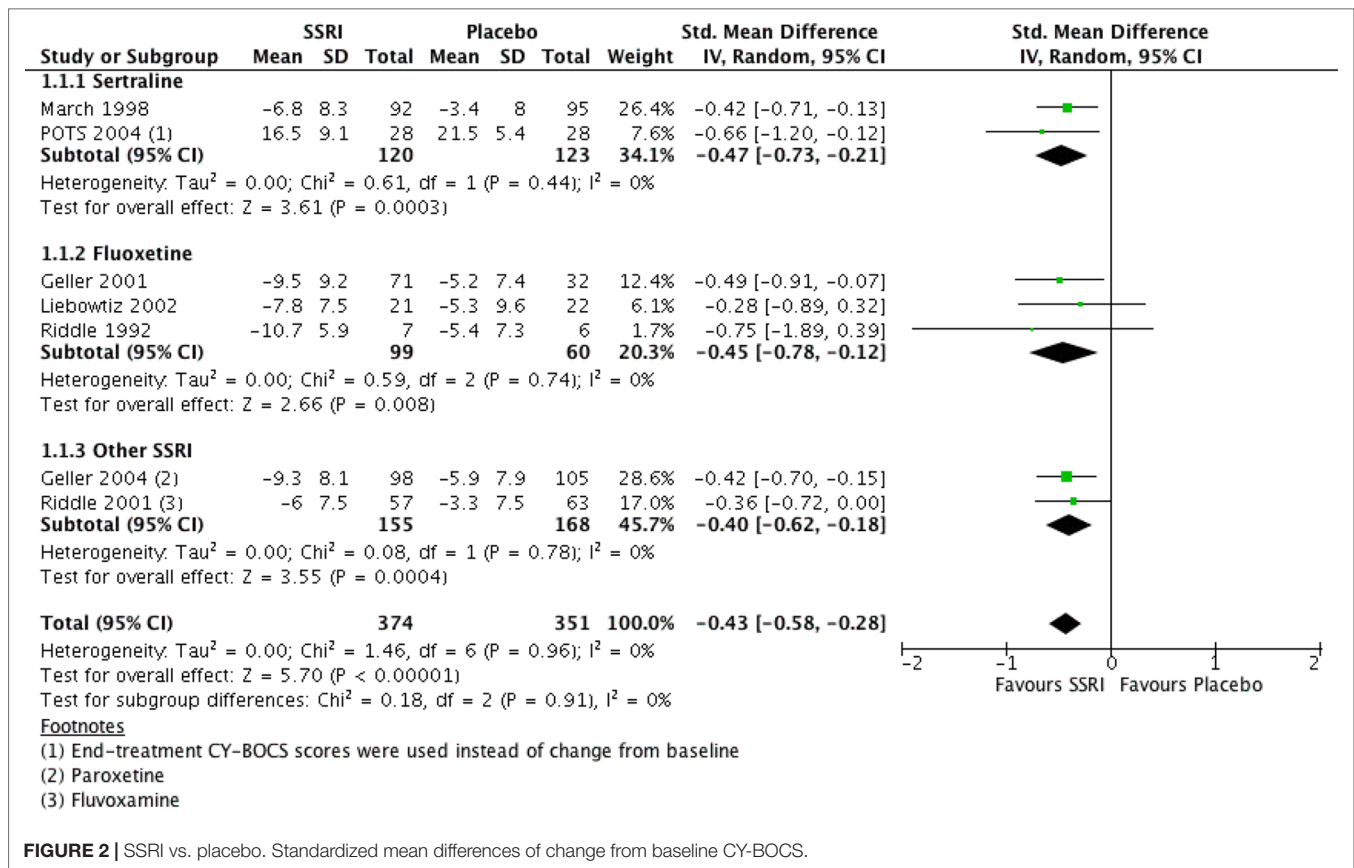 SSRI Placebo Std. Mean Difference Std. Mean Difference
Study or Subgroup Mean SD Total Mean SD Total Weight IV, Random, 95% CI IV, Random, 95% CI
1.1.1 Sertraline
March 1998 −6.8 8.3 92 −3.4 8 95 26.4% −0.42 [−0.71, −0.13]
POTS 2004 (1) 16.5 9.1 28 21.5 5.4 28 7.6% −0.66 [−1.20, −0.12]
Subtotal (95% CI) 120 123 34.1% −0.47 [−0.73, −0.21]
Heterogeneity: Tau² = 0.00; Chi² = 0.61, df = 1 (P = 0.44); I² = 0%
Test for overall effect: Z = 3.61 (P = 0.0003)
1.1.2 Fluoxetine
Geller 2001 −9.5 9.2 71 −5.2 7.4 32 12.4% −0.49 [−0.91, −0.07]
Liebowtiz 2002 −7.8 7.5 21 −5.3 9.6 22 6.1% −0.28 [−0.89, 0.32]
Riddle 1992 −10.7 5.9 7 −5.4 7.3 6 1.7% −0.75 [−1.89, 0.39]
Subtotal (95% CI) 99 60 20.3% −0.45 [−0.78, −0.12]
Heterogeneity: Tau² = 0.00; Chi² = 0.59, df = 2 (P = 0.74); I² = 0%
Test for overall effect: Z = 2.66 (P = 0.008)
1.1.3 Other SSRI
Geller 2004 (2) −9.3 8.1 98 −5.9 7.9 105 28.6% −0.42 [−0.70, −0.15]
Riddle 2001 (3) −6 7.5 57 −3.3 7.5 63 17.0% −0.36 [−0.72, 0.00]
Subtotal (95% CI) 155 168 45.7% −0.40 [−0.62, −0.18]
Heterogeneity: Tau² = 0.00; Chi² = 0.08, df = 1 (P = 0.78); I² = 0%
Test for overall effect: Z = 3.55 (P = 0.0004)
Total (95% CI) 374 351 100.0% −0.43 [−0.58, −0.28]
Heterogeneity: Tau² = 0.00; Chi² = 1.46, df = 6 (P = 0.96); I² = 0%
Test for overall effect: Z = 5.70 (P < 0.00001)
Test for subgroup differences: Chi² = 0.18, df = 2 (P = 0.91), I² = 0%
−2 −1 0 1 2
Favours SSRI Favours Placebo
Footnotes
(1) End−treatment CY−BOCS scores were used instead of change from baseline
(2) Paroxetine
(3) Fluvoxamine
FIGURE 2 | SSRI vs. placebo. Standardized mean differences of change from baseline CY-BOCS.